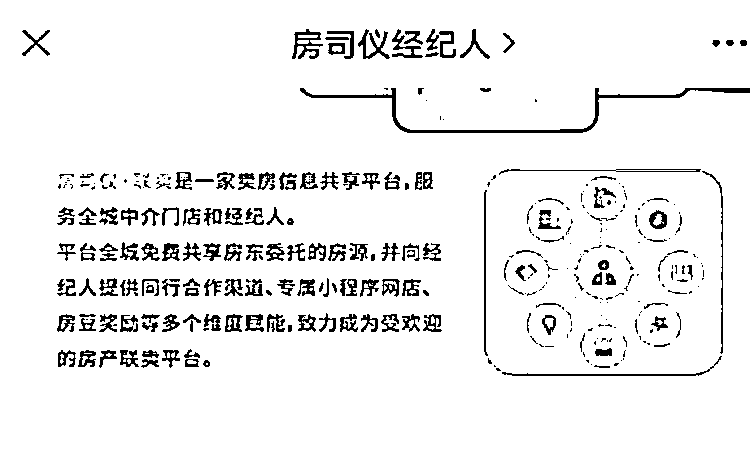 房司仪经纪人
房司仪·联卖是一家卖房信息共享平台,服
务全城中介门店和经纪人。
平台全城免费共享房东委托的房源,并向经
纪人提供同行合作渠道、专属小程序网店、
房豆奖励等多个维度赋能,致力成为受欢迎
的房产联卖平台。